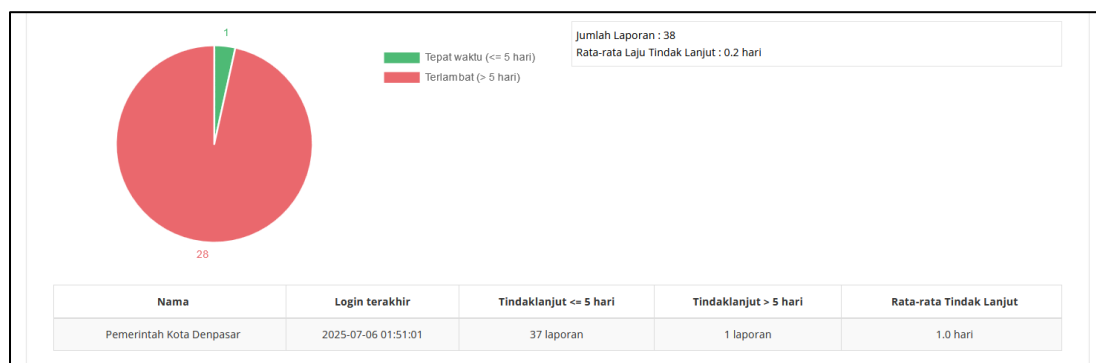 1
Tepat waktu (<= 5 hari)
Terlambat (> 5 hari)
28
Jumlah Laporan : 38
Rata-rata Laju Tindak Lanjut : 0.2 hari
Nama Login terakhir Tindaklanjut <= 5 hari Tindaklanjut > 5 hari Rata-rata Tindak Lanjut
Pemerintah Kota Denpasar 2025-07-06 01:51:01 37 laporan 1 laporan 1.0 hari